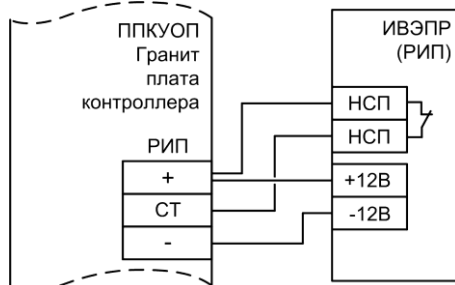 ППКУОП
Гранит
плата
контроллера
РИП
+
СТ
-
ИВЭПР
(РИП)
НСП
НСП
+12В
-12В